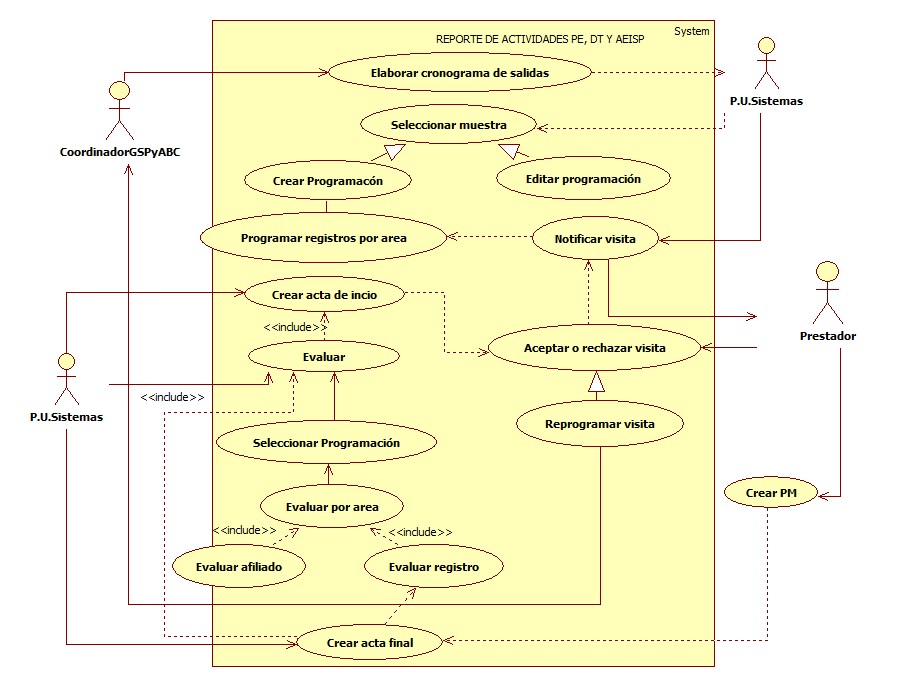 System
REPORTE DE ACTIVIDADES PE, DT Y AEISP
Elaborar cronograma de salidas
P.U.Sistemas
Seleccionar muestra
CoordinadorGSPyABC
Crear Programacón
Editar programación
Programar registros por area
Notificar visita
Crear acta de incio
<<include>>
Prestador
Evaluar
Aceptar o rechazar visita
<<include>>
P.U.Sistemas
Reprogramar visita
Seleccionar Programación
Crear PM
Evaluar por area
<<include>>
<<include>>
Evaluar afiliado
Evaluar registro
Crear acta final